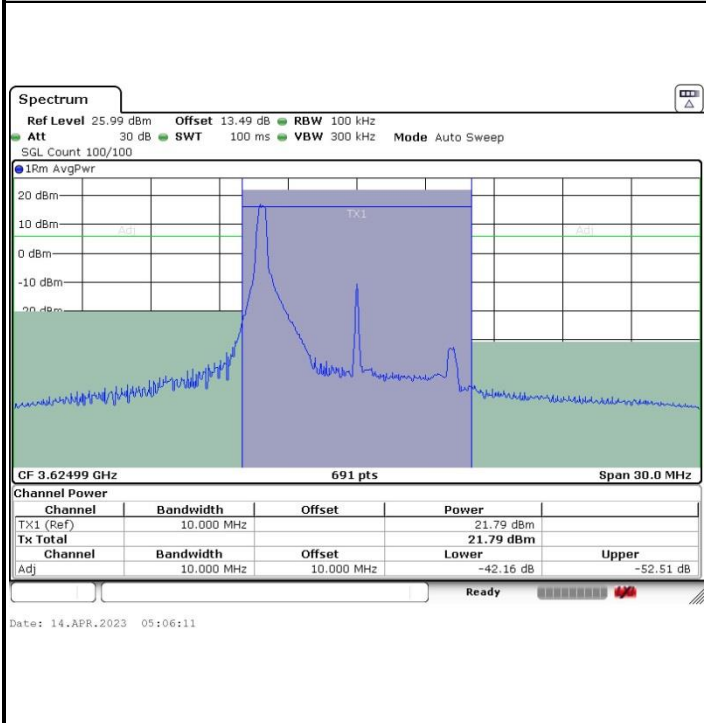 Spectrum
Ref Level 25.99 dBm Offset 13.49 dB RBW 100 kHz
Att 30 dB SWT 100 ms VBW 300 kHz Mode Auto Sweep
SGL Count 100/100
1Rm AvgPwr
20 dBm
TX1
10 dBm
Adj
Adj
0 dBm
-10 dBm
-20 dBm
CF 3.62499 GHz 691 pts Span 30.0 MHz
Channel Power
Channel Bandwidth Offset Power
TX1 (Ref) 10.000 MHz 21.79 dBm
Tx Total 21.79 dBm
Channel Bandwidth Offset Lower Upper
Adj 10.000 MHz 10.000 MHz -42.16 dB -52.51 dB
Ready
Date: 14.APR.2023 05:06:11